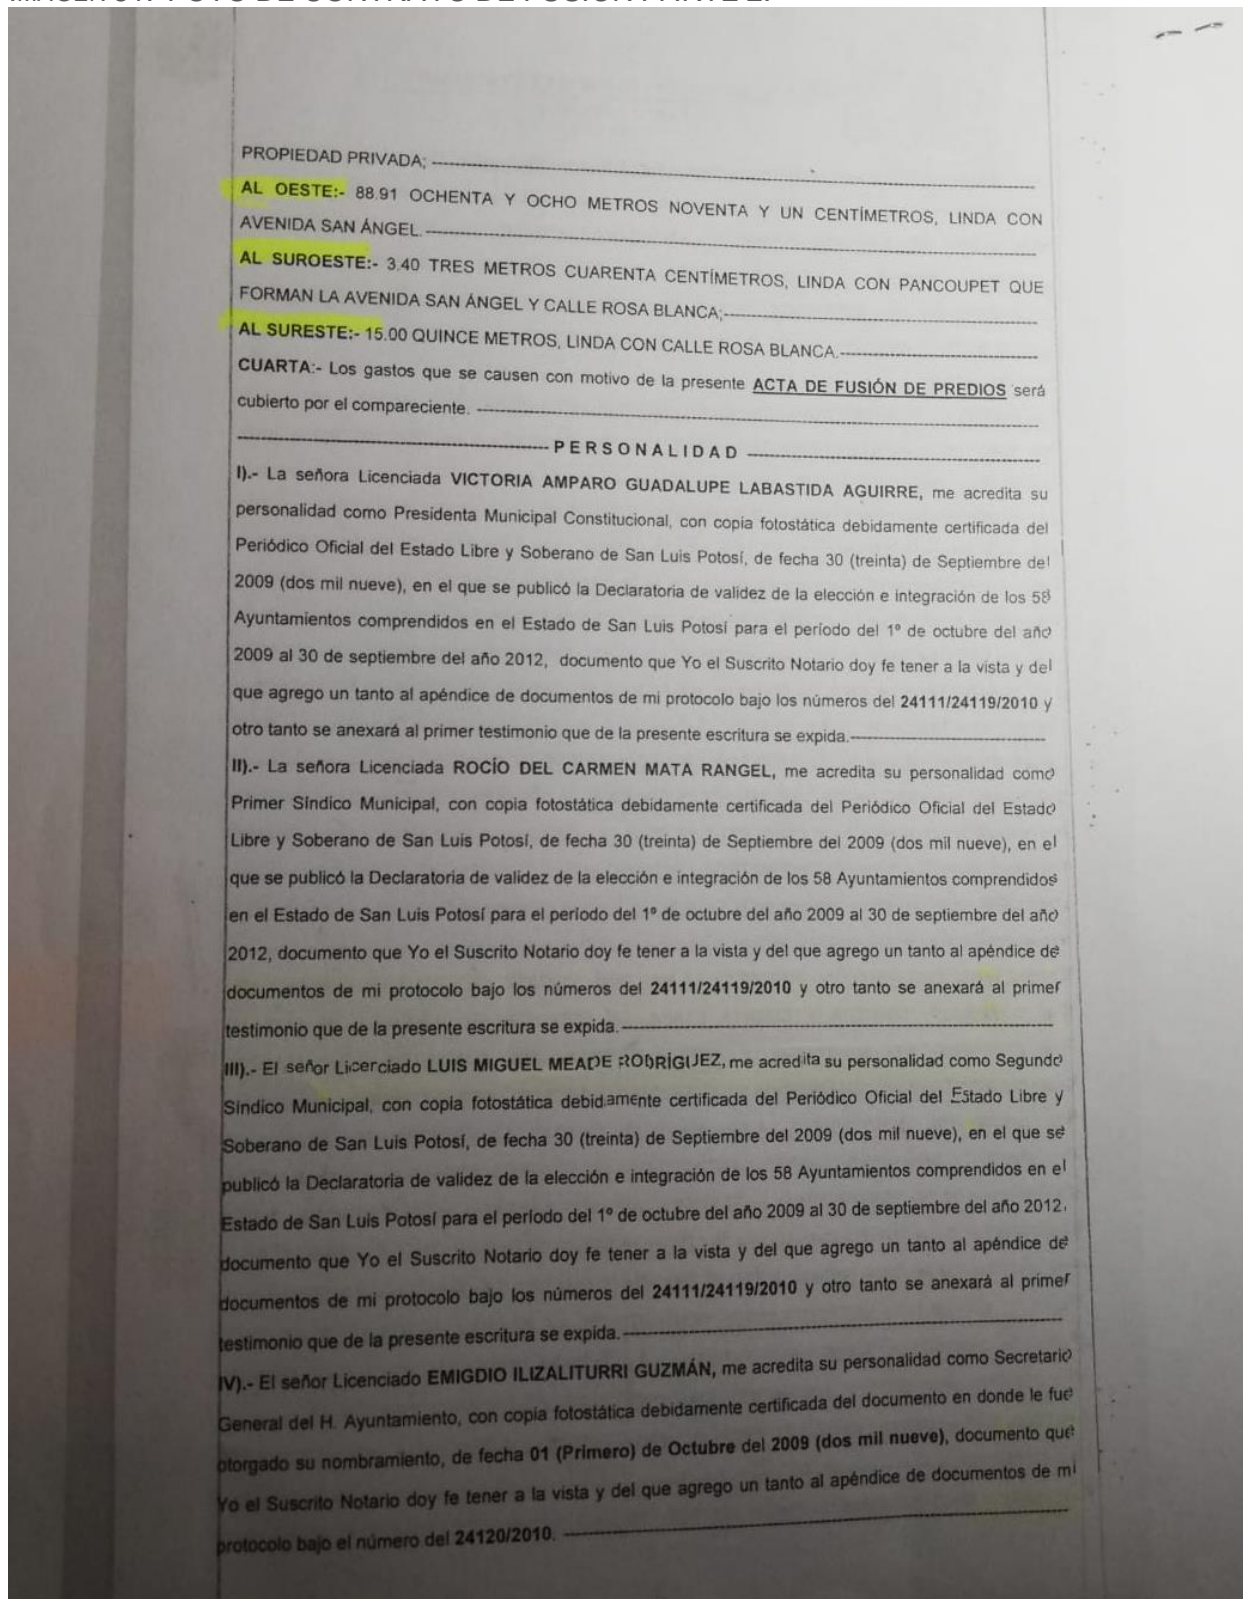 PROPIEDAD PRIVADA;
AL OESTE:- 88.91 OCHENTA Y OCHO METROS NOVENTA Y UN CENTÍMETROS, LINDA CON
AVENIDA SAN ÁNGEL.
AL SUROESTE:- 3.40 TRES METROS CUARENTA CENTÍMETROS, LINDA CON PANCOUPET QUE
FORMAN LA AVENIDA SAN ÁNGEL Y CALLE ROSA BLANCA;
AL SURESTE:- 15.00 QUINCE METROS, LINDA CON CALLE ROSA BLANCA.
CUARTA:- Los gastos que se causen con motivo de la presente ACTA DE FUSIÓN DE PREDIOS será
cubierto por el compareciente.
PERSONALIDAD
I).- La señora Licenciada VICTORIA AMPARO GUADALUPE LABASTIDA AGUIRRE, me acredita su
personalidad como Presidenta Municipal Constitucional, con copia fotostática debidamente certificada del
Periódico Oficial del Estado Libre y Soberano de San Luis Potosí, de fecha 30 (treinta) de Septiembre del
2009 (dos mil nueve), en el que se publicó la Declaratoria de validez de la elección e integración de los 58
Ayuntamientos comprendidos en el Estado de San Luis Potosí para el período del 1º de octubre del año
2009 al 30 de septiembre del año 2012, documento que Yo el Suscrito Notario doy fe tener a la vista y del
que agrego un tanto al apéndice de documentos de mi protocolo bajo los números del 24111/24119/2010 y
otro tanto se anexará al primer testimonio que de la presente escritura se expida.
II).- La señora Licenciada ROCÍO DEL CARMEN MATA RANGEL, me acredita su personalidad como
Primer Síndico Municipal, con copia fotostática debidamente certificada del Periódico Oficial del Estado
Libre y Soberano de San Luis Potosí, de fecha 30 (treinta) de Septiembre del 2009 (dos mil nueve), en el
que se publicó la Declaratoria de validez de la elección e integración de los 58 Ayuntamientos comprendidos
en el Estado de San Luis Potosí para el período del 1º de octubre del año 2009 al 30 de septiembre del año
2012, documento que Yo el Suscrito Notario doy fe tener a la vista y del que agrego un tanto al apéndice de
documentos de mi protocolo bajo los números del 24111/24119/2010 y otro tanto se anexará al primer
testimonio que de la presente escritura se expida.
III).- El señor Licenciado LUIS MIGUEL MEADE RODRÍGUEZ, me acredita su personalidad como Segundo
Síndico Municipal, con copia fotostática debidamente certificada del Periódico Oficial del Estado Libre y
Soberano de San Luis Potosí, de fecha 30 (treinta) de Septiembre del 2009 (dos mil nueve), en el que se
publicó la Declaratoria de validez de la elección e integración de los 58 Ayuntamientos comprendidos en el
Estado de San Luis Potosí para el período del 1º de octubre del año 2009 al 30 de septiembre del año 2012,
documento que Yo el Suscrito Notario doy fe tener a la vista y del que agrego un tanto al apéndice de
documentos de mi protocolo bajo los números del 24111/24119/2010 y otro tanto se anexará al primer
testimonio que de la presente escritura se expida.
IV).- El señor Licenciado EMIGDIO ILIZALITURRI GUZMÁN, me acredita su personalidad como Secretario
General del H. Ayuntamiento, con copia fotostática debidamente certificada del documento en donde le fue
otorgado su nombramiento, de fecha 01 (Primero) de Octubre del 2009 (dos mil nueve), documento que
Yo el Suscrito Notario doy fe tener a la vista y del que agrego un tanto al apéndice de documentos de mi
protocolo bajo el número del 24120/2010.